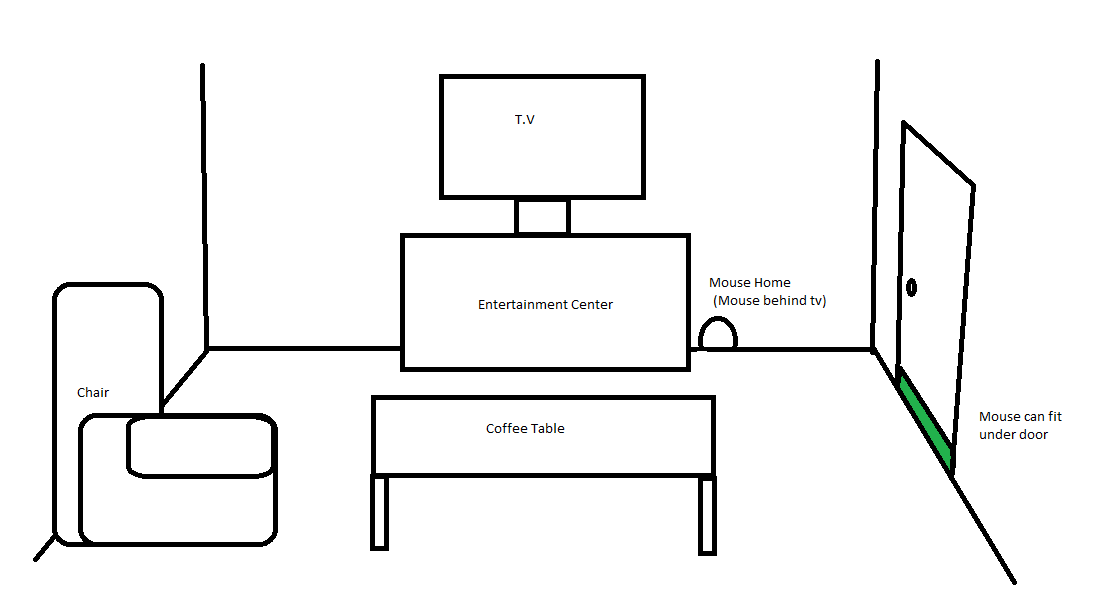 T.V
Mouse Home
(Mouse behind tv)
Entertainment Center
Chair
Coffee Table
Mouse can fit
under door